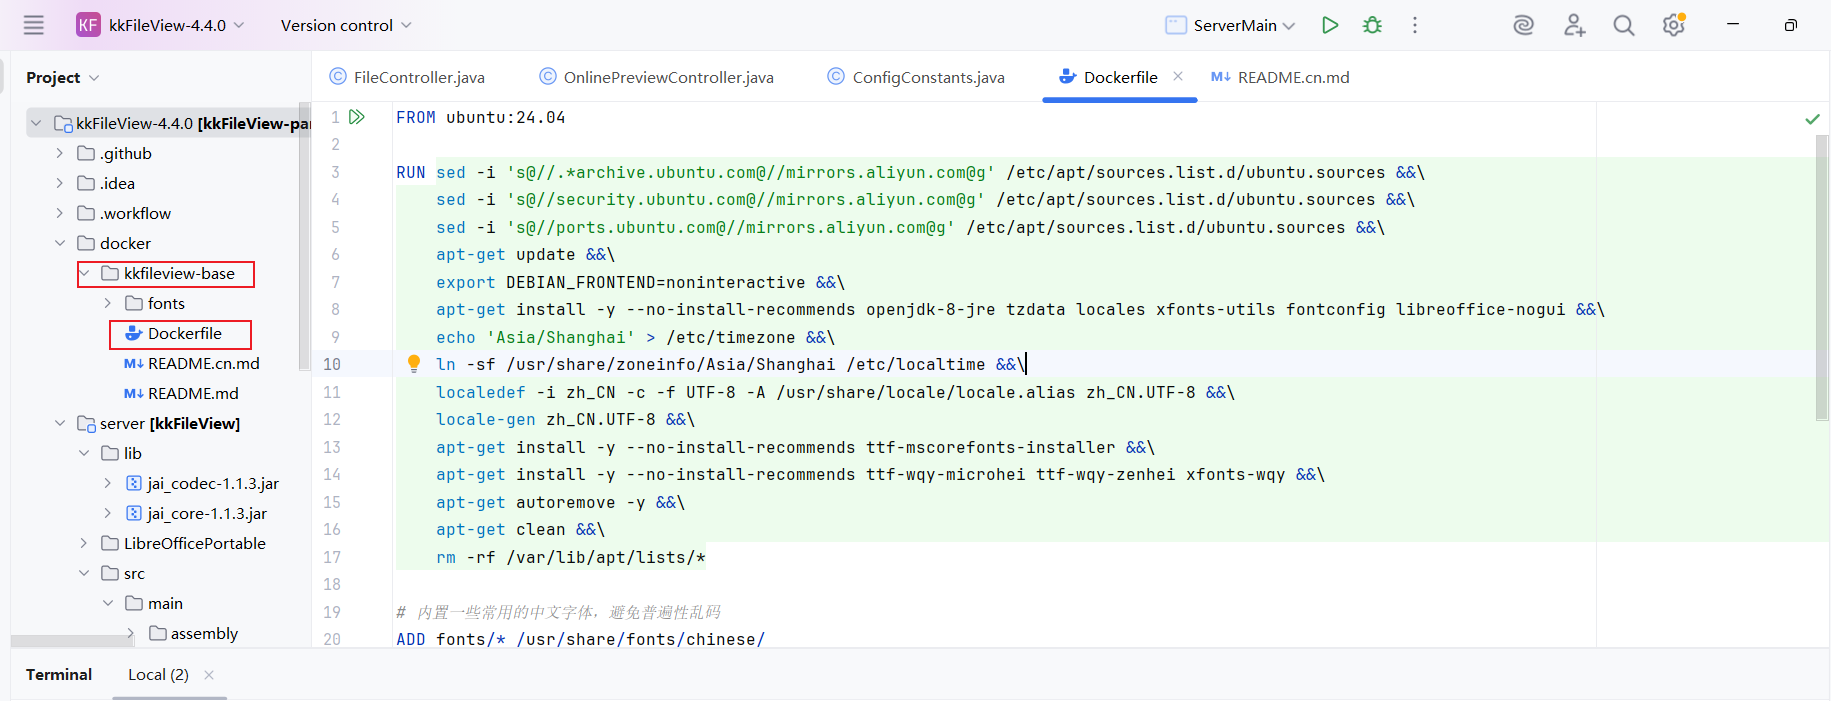 KF kkFileView-4.4.0 Version control ServerMain
Project
kkFileView-4.4.0 [kkFileView-par
.github
.idea
.workflow
docker
kkfileview-base
fonts
Dockerfile
README.cn.md
README.md
server [kkFileView]
lib
jai_codec-1.1.3.jar
jai_core-1.1.3.jar
LibreOfficePortable
src
main
assembly
FileController.java OnlinePreviewController.java ConfigConstants.java Dockerfile README.cn.md
1 FROM ubuntu:24.04
2
3 RUN sed -i 's@//.*archive.ubuntu.com@//mirrors.aliyun.com@g' /etc/apt/sources.list.d/ubuntu.sources &&\
4 sed -i 's@//security.ubuntu.com@//mirrors.aliyun.com@g' /etc/apt/sources.list.d/ubuntu.sources &&\
5 sed -i 's@//ports.ubuntu.com@//mirrors.aliyun.com@g' /etc/apt/sources.list.d/ubuntu.sources &&\
6 apt-get update &&\
7 export DEBIAN_FRONTEND=noninteractive &&\
8 apt-get install -y --no-install-recommends openjdk-8-jre tzdata locales xfonts-utils fontconfig libreoffice-nogui &&\
9 echo 'Asia/Shanghai' > /etc/timezone &&\
10 ln -sf /usr/share/zoneinfo/Asia/Shanghai /etc/localtime &&\
11 localedef -i zh_CN -c -f UTF-8 -A /usr/share/locale/locale.alias zh_CN.UTF-8 &&\
12 locale-gen zh_CN.UTF-8 &&\
13 apt-get install -y --no-install-recommends ttf-mscorefonts-installer &&\
14 apt-get install -y --no-install-recommends ttf-wqy-microhei ttf-wqy-zenhei xfonts-wqy &&\
15 apt-get autoremove -y &&\
16 apt-get clean &&\
17 rm -rf /var/lib/apt/lists/*
18
19 # 内置一些常用的中文字体，避免普遍性乱码
20 ADD fonts/* /usr/share/fonts/chinese/
Terminal Local (2)